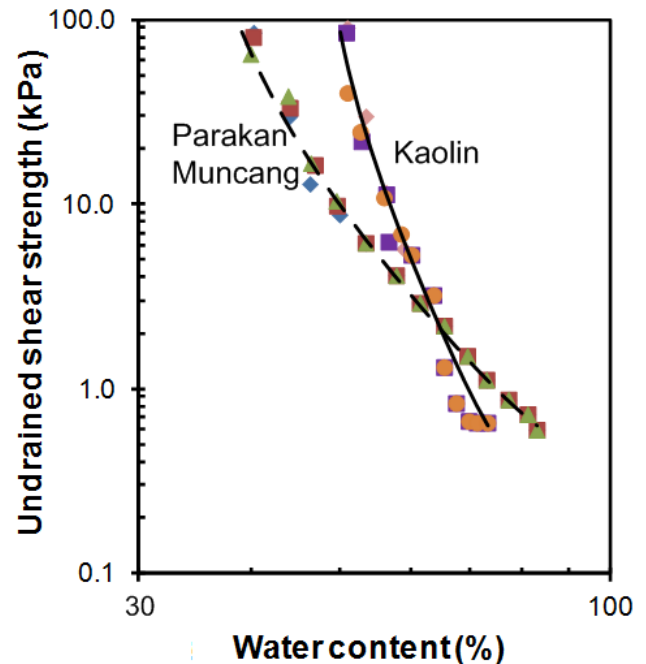 Undrained shear strength (kPa)
100.0
10.0
1.0
0.1
Parakan
Muncang
Kaolin
30
100
Water content (%)